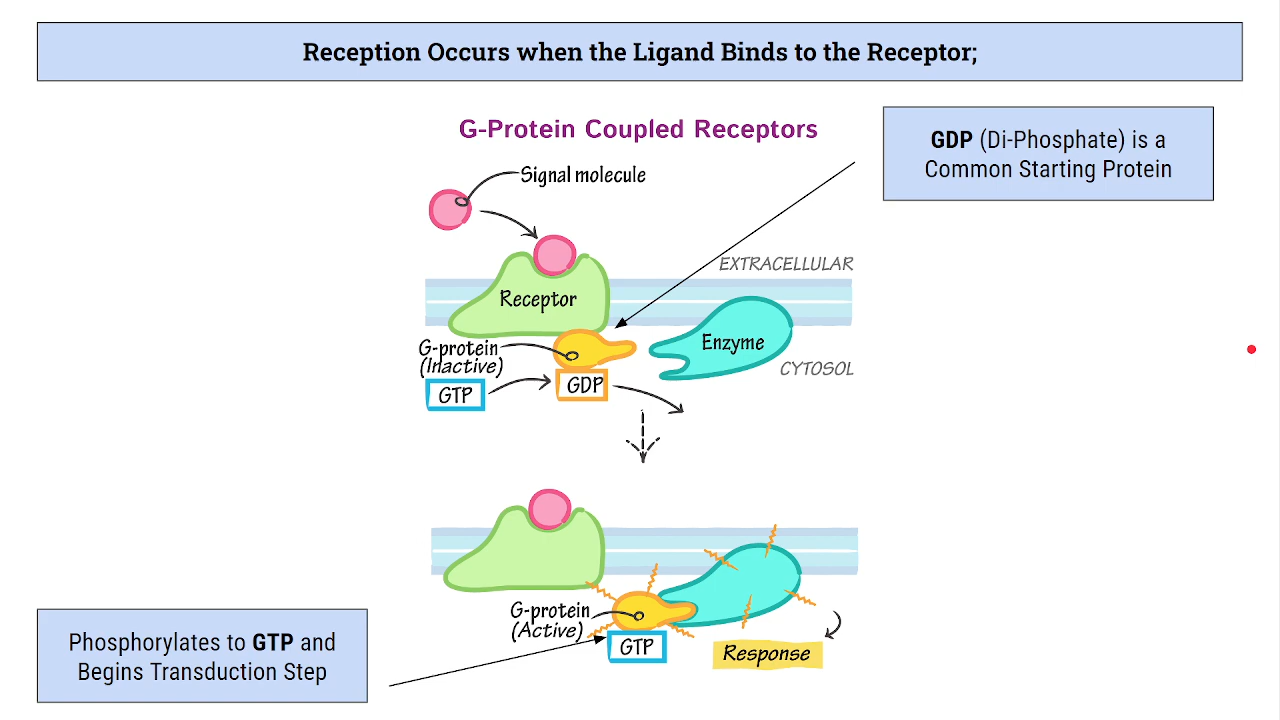 Reception Occurs when the Ligand Binds to the Receptor;
G-Protein Coupled Receptors
GDP (Di-Phosphate) is a
Common Starting Protein
Signal molecule
EXTRACELLULAR
Receptor
Enzyme
G-protein
(Inactive)
CYTOSOL
GTP
GDP
G-protein
(Active)
GTP
Response
Phosphorylates to GTP and
Begins Transduction Step